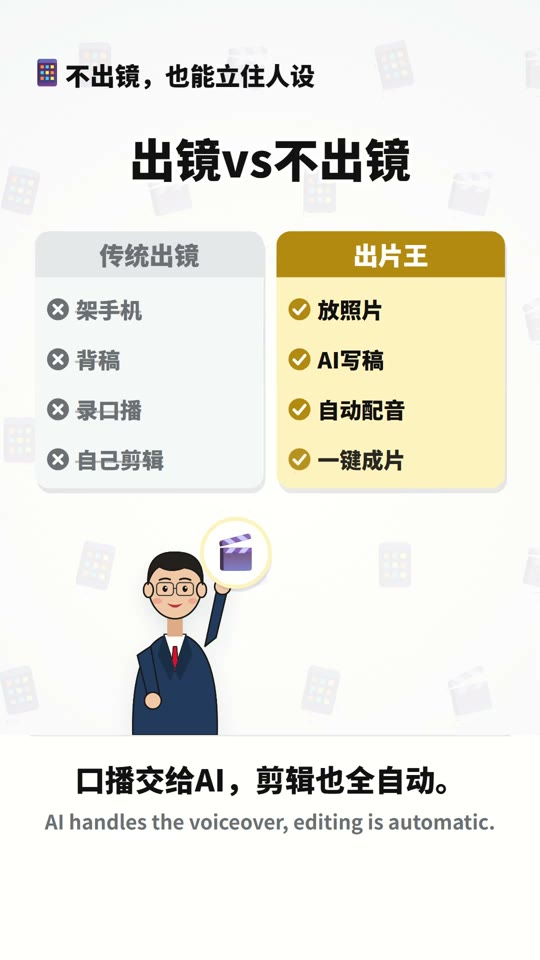 不出镜，也能立住人设
出镜vs不出镜
传统出镜
架手机
背稿
录口播
自己剪辑
出片王
放照片
AI写稿
自动配音
一键成片
口播交给AI，剪辑也全自动。
AI handles the voiceover, editing is automatic.